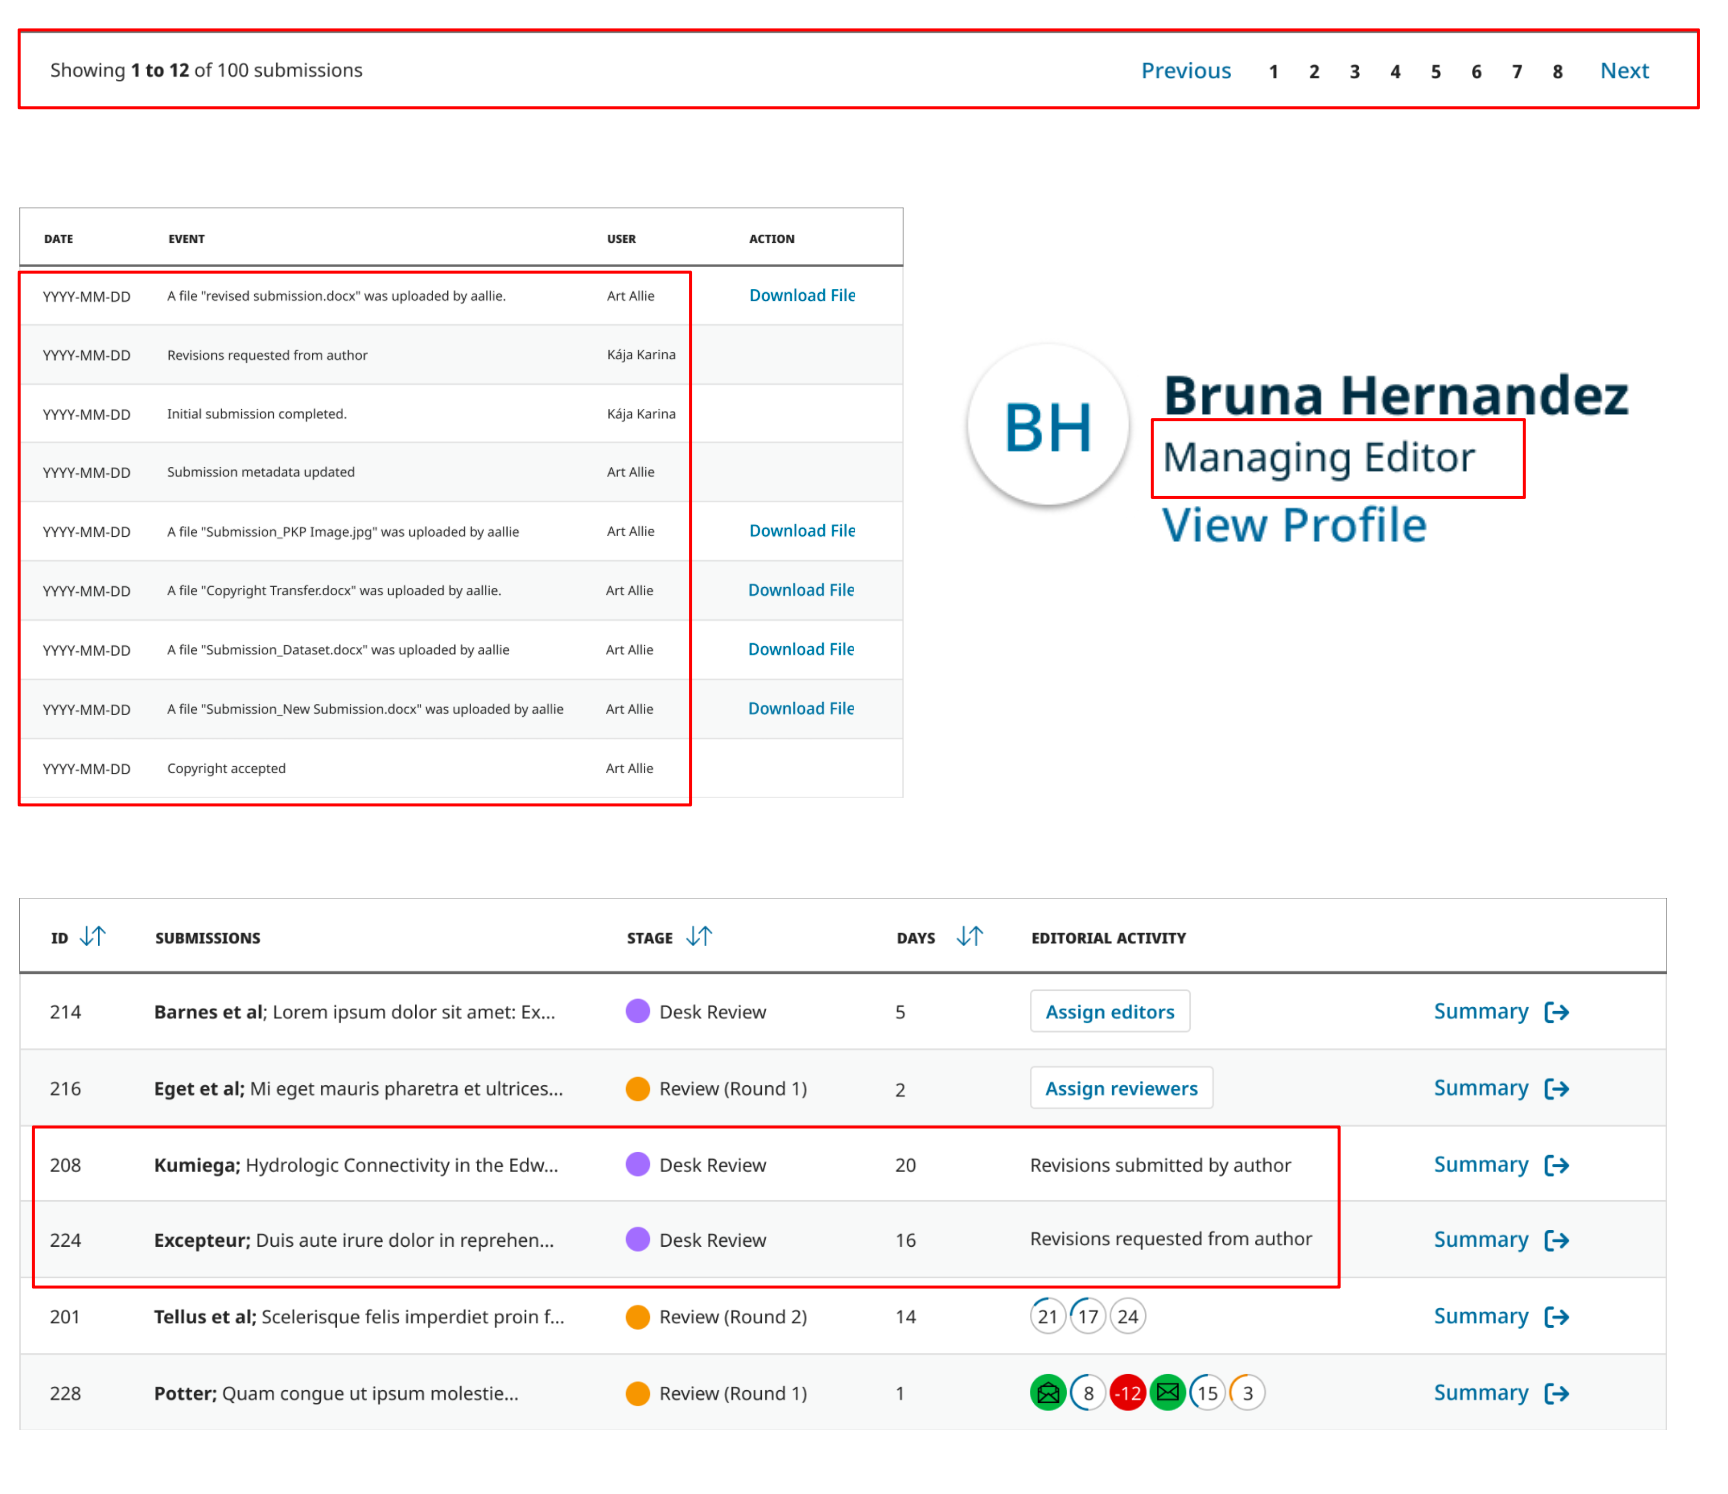 Showing 1 to 12 of 100 submissions Previous 1 2 3 4 5 6 7 8 Next
DATE EVENT USER ACTION
YYYY-MM-DD A file "revised submission.docx" was uploaded by aallie. Art Allie Download File
YYYY-MM-DD Revisions requested from author Kája Karina
YYYY-MM-DD Initial submission completed. Kája Karina
YYYY-MM-DD Submission metadata updated Art Allie
YYYY-MM-DD A file "Submission_PKP Image.jpg" was uploaded by aallie Art Allie Download File
YYYY-MM-DD A file "Copyright Transfer.docx" was uploaded by aallie. Art Allie Download File
YYYY-MM-DD A file "Submission_Dataset.docx" was uploaded by aallie Art Allie Download File
YYYY-MM-DD A file "Submission_New Submission.docx" was uploaded by aallie Art Allie Download File
YYYY-MM-DD Copyright accepted Art Allie
BH
Bruna Hernandez
Managing Editor
View Profile
ID SUBMISSIONS STAGE DAYS EDITORIAL ACTIVITY
214 Barnes et al; Lorem ipsum dolor sit amet: Ex... Desk Review 5 Assign editors Summary
216 Eget et al; Mi eget mauris pharetra et ultrices... Review (Round 1) 2 Assign reviewers Summary
208 Kumiega; Hydrologic Connectivity in the Edw... Desk Review 20 Revisions submitted by author Summary
224 Excepteur; Duis aute irure dolor in reprehen... Desk Review 16 Revisions requested from author Summary
201 Tellus et al; Scelerisque felis imperdiet proin f... Review (Round 2) 14 21 17 24 Summary
228 Potter; Quam congue ut ipsum molestie... Review (Round 1) 1 8 -12 15 3 Summary